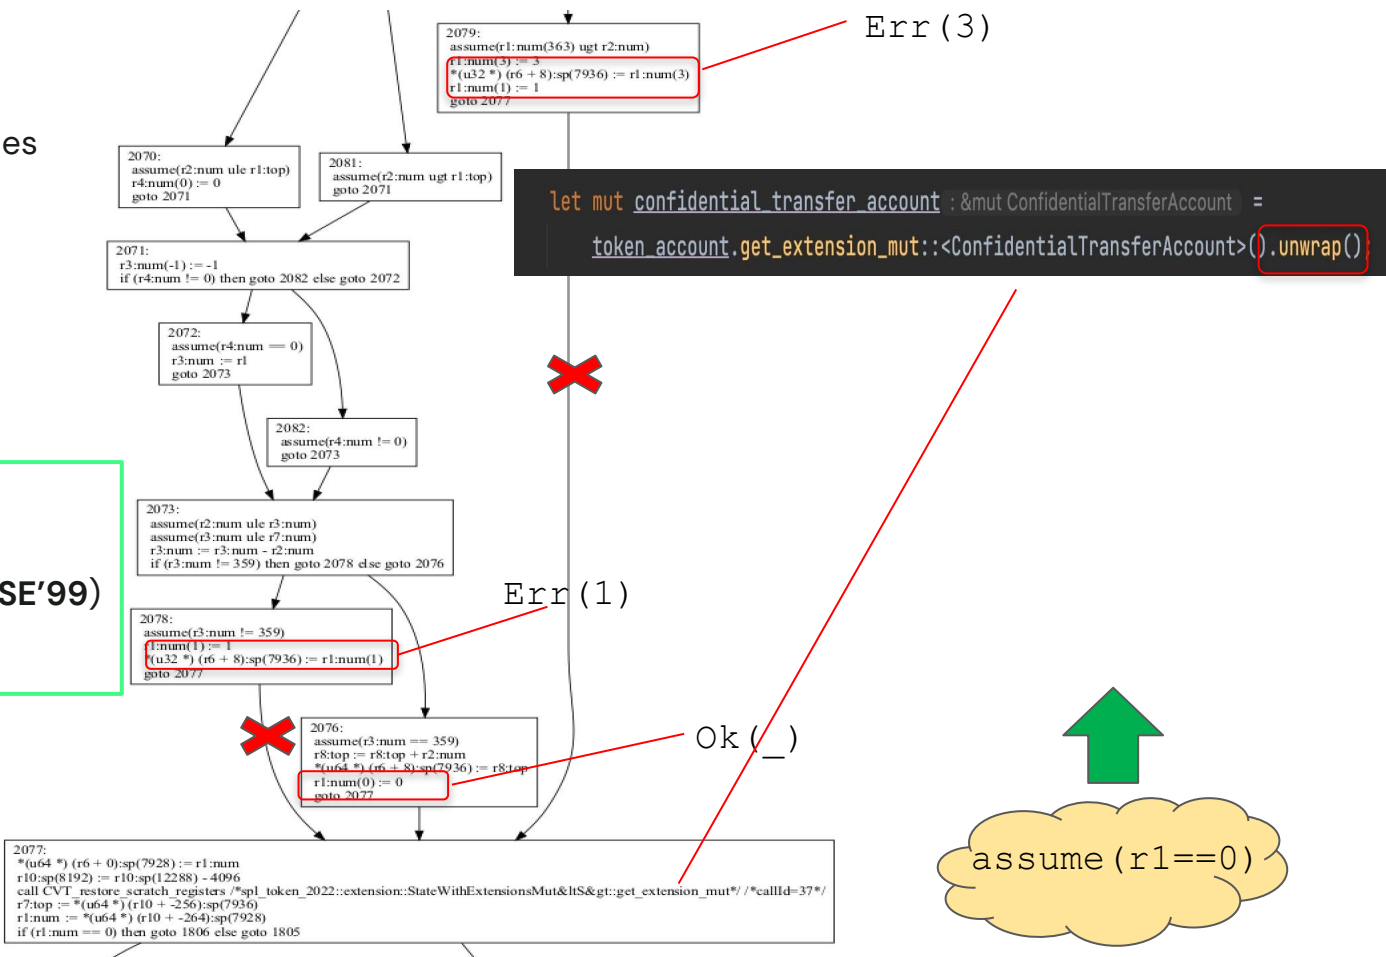 2079:
assume(r1:num(363) ugt r2:num)
r1:num(3) := 3
*(u32 *) (r6 + 8):sp(7936) := r1:num(3)
r1:num(1) := 1
goto 2077
Err(3)
es
2070:
assume(r2:num ule r1:top)
r4:num(0) := 0
goto 2071
2081:
assume(r2:num ugt r1:top)
goto 2071
let mut confidential_transfer_account : &mut ConfidentialTransferAccount =
token_account.get_extension_mut::<ConfidentialTransferAccount>().unwrap();
2071:
r3:num(-1) := -1
if (r4:num != 0) then goto 2082 else goto 2072
2072:
assume(r4:num == 0)
r3:num := r1
goto 2073
2082:
assume(r4:num != 0)
goto 2073
2073:
assume(r2:num ule r3:num)
assume(r3:num ule r7:num)
r3:num := r3:num - r2:num
if (r3:num != 359) then goto 2078 else goto 2076
SE’99)
Err(1)
2078:
assume(r3:num != 359)
r1:num(1) := 1
*(u32 *) (r6 + 8):sp(7936) := r1:num(1)
goto 2077
2076:
assume(r3:num == 359)
r8:top := r8:top + r2:num
*(u64 *) (r6 + 8):sp(7936) := r8:top
r1:num(0) := 0
goto 2077
Ok(_)
2077:
*(u64 *) (r6 + 0):sp(7928) := r1:num
r10:sp(8192) := r10:sp(12288) - 4096
call CVT_restore_scratch_registers /*spl_token_2022::extension::StateWithExtensionsMut&ltS&gt::get_extension_mut*/ /*callId=37*/
r7:top := *(u64 *) (r10 + -256):sp(7936)
r1:num := *(u64 *) (r10 + -264):sp(7928)
if (r1:num == 0) then goto 1806 else goto 1805
assume(r1==0)